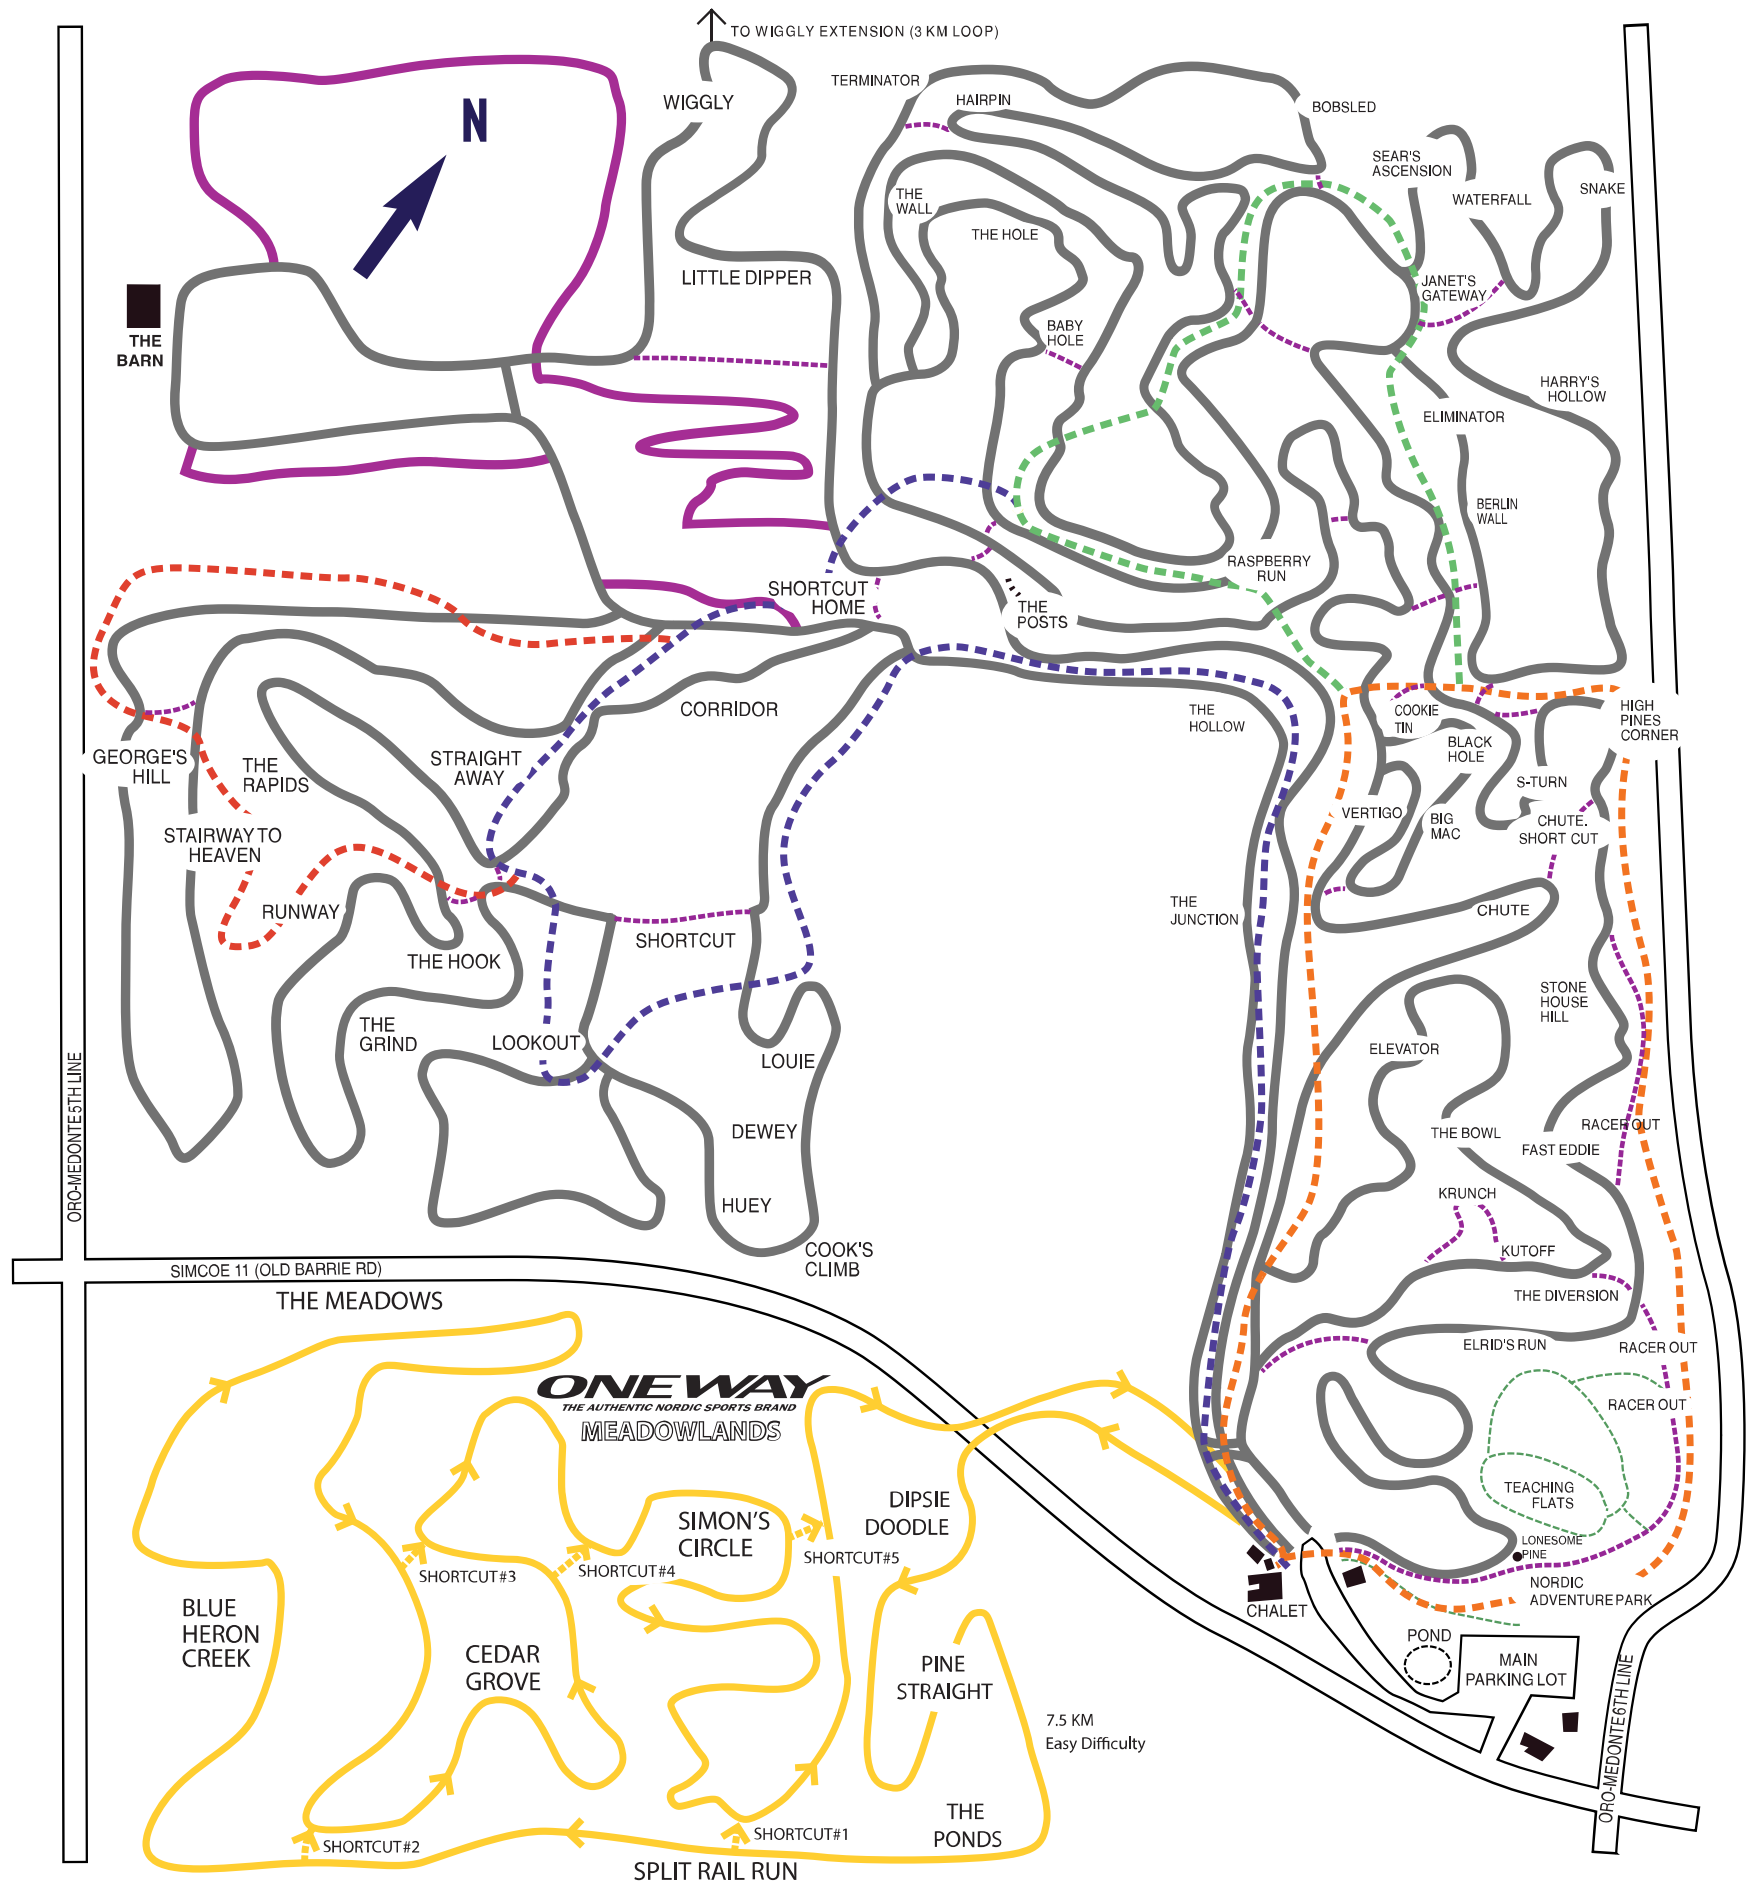 TO WIGGLY EXTENSION (3 KM LOOP)
WIGGLY
TERMINATOR
HAIRPIN
BOBSLED
N
SEAR'S
ASCENSION
WATERFALL
SNAKE
THE
WALL
THE HOLE
LITTLE DIPPER
JANET'S
GATEWAY
THE
BARN
BABY
HOLE
HARRY'S
HOLLOW
ELIMINATOR
BERLIN
WALL
RASPBERRY
RUN
SHORTCUT
HOME
THE
POSTS
CORRIDOR
THE
HOLLOW
COOKIE
TIN
HIGH
PINES
CORNER
BLACK
HOLE
GEORGE'S
HILL
THE
RAPIDS
STRAIGHT
AWAY
S-TURN
VERTIGO
BIG
MAC
CHUTE.
SHORT CUT
STAIRWAY TO
HEAVEN
RUNWAY
THE HOOK
SHORTCUT
THE
JUNCTION
CHUTE
STONE
HOUSE
HILL
THE
GRIND
LOOKOUT
LOUIE
ELEVATOR
DEWEY
THE BOWL
RACER OUT
FAST EDDIE
HUEY
KRUNCH
KUTOFF
COOK'S
CLIMB
ORO-MEDONTE 5TH LINE
SIMCOE 11 (OLD BARRIE RD)
THE DIVERSION
THE MEADOWS
ELRID'S RUN
RACER OUT
RACER OUT
ONE WAY
THE AUTHENTIC NORDIC SPORTS BRAND
MEADOWLANDS
TEACHING
FLATS
DIPSIE
DOODLE
SIMON'S
CIRCLE
SHORTCUT#5
LONESOME
PINE
SHORTCUT#3
SHORTCUT#4
NORDIC
ADVENTURE PARK
CHALET
BLUE
HERON
CREEK
CEDAR
GROVE
PINE
STRAIGHT
POND
MAIN
PARKING LOT
7.5 KM
Easy Difficulty
ORO-MEDONTE 6TH LINE
THE
PONDS
SHORTCUT#1
SHORTCUT#2
SPLIT RAIL RUN